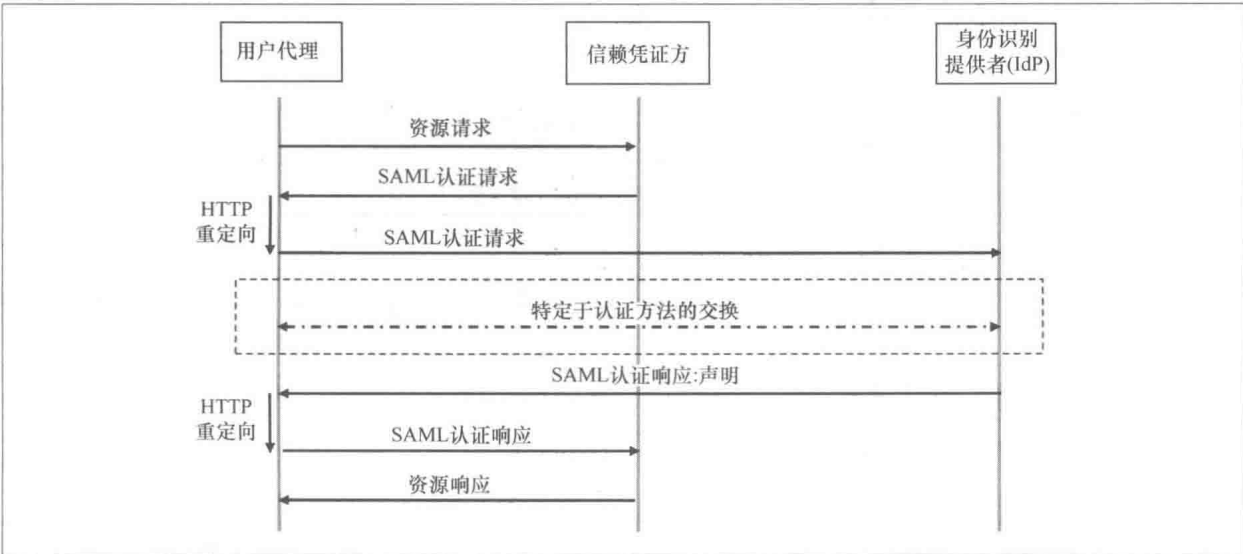 用户代理
信赖凭证方
身份识别
提供者(IdP)
资源请求
SAML认证请求
HTTP
重定向
SAML认证请求
特定于认证方法的交换
SAML认证响应:声明
HTTP
重定向
SAML认证响应
资源响应